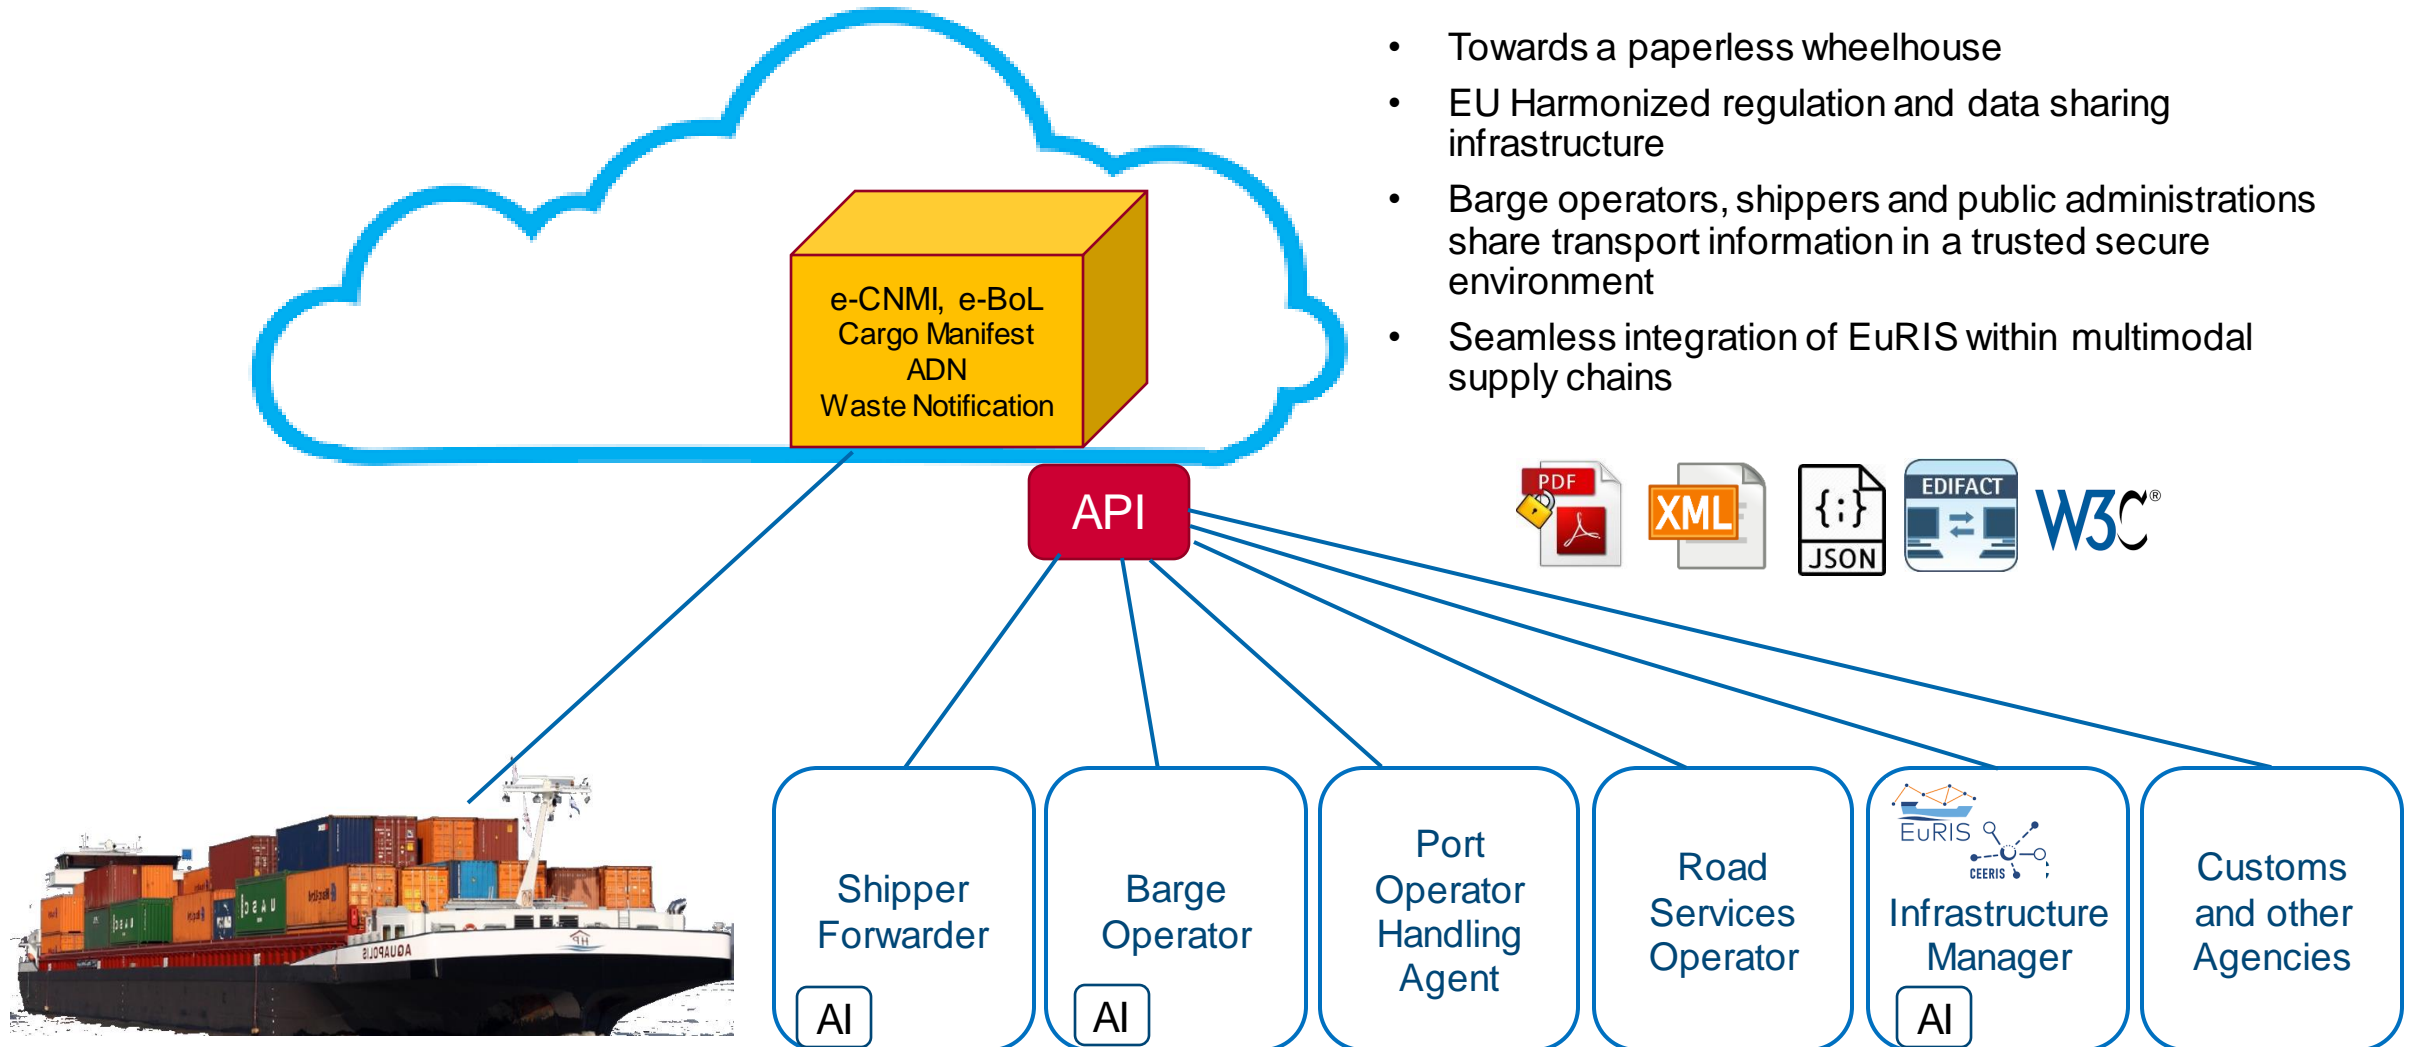 • Towards a paperless wheelhouse
• EU Harmonized regulation and data sharing
infrastructure
• Barge operators, shippers and public administrations
share transport information in a trusted secure
environment
• Seamless integration of EuRIS within multimodal
supply chains
e-CNMI, e-BoL
Cargo Manifest
ADN
Waste Notification
API
PDF
XML
{;}
JSON
EDIFACT
W3C®
AQUAPOLIS
HP
UASC
UASC
Shipper
Forwarder
AI
Barge
Operator
AI
Port
Operator
Handling
Agent
Road
Services
Operator
EuRIS
CEERIS
Infrastructure
Manager
AI
Customs
and other
Agencies